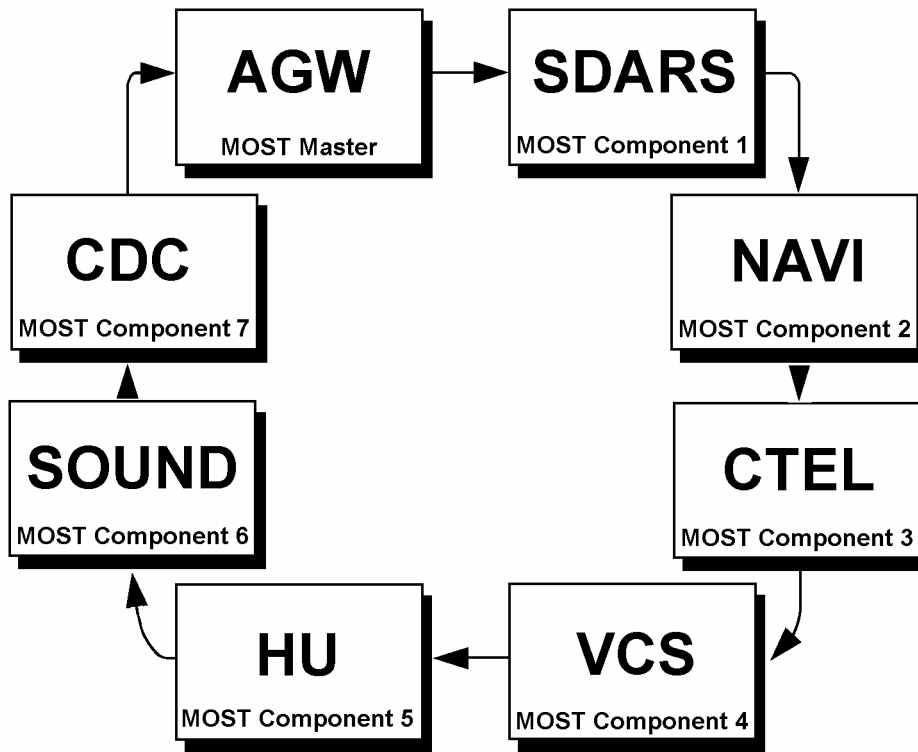 AGW
MOST Master
SDARS
MOST Component 1
NAVI
MOST Component 2
CTEL
MOST Component 3
VCS
MOST Component 4
HU
MOST Component 5
SOUND
MOST Component 6
CDC
MOST Component 7